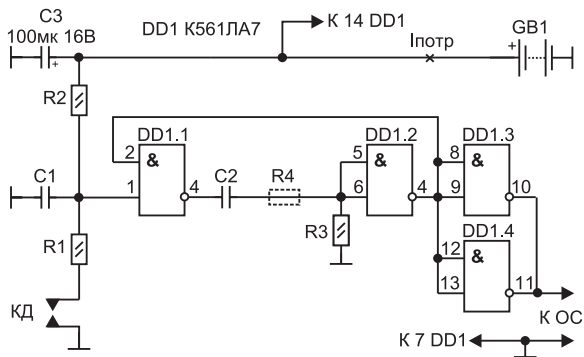 C3
100мк 16В
+
DD1 К561ЛА7
К 14 DD1
Iпотр
GB1
+
R2
DD1.1
DD1.2
DD1.3
2
&
5
&
8
&
C1
1
4
C2
R4
6
4
9
10
R1
R3
DD1.4
12
&
13
11
КД
К ОС
К 7 DD1